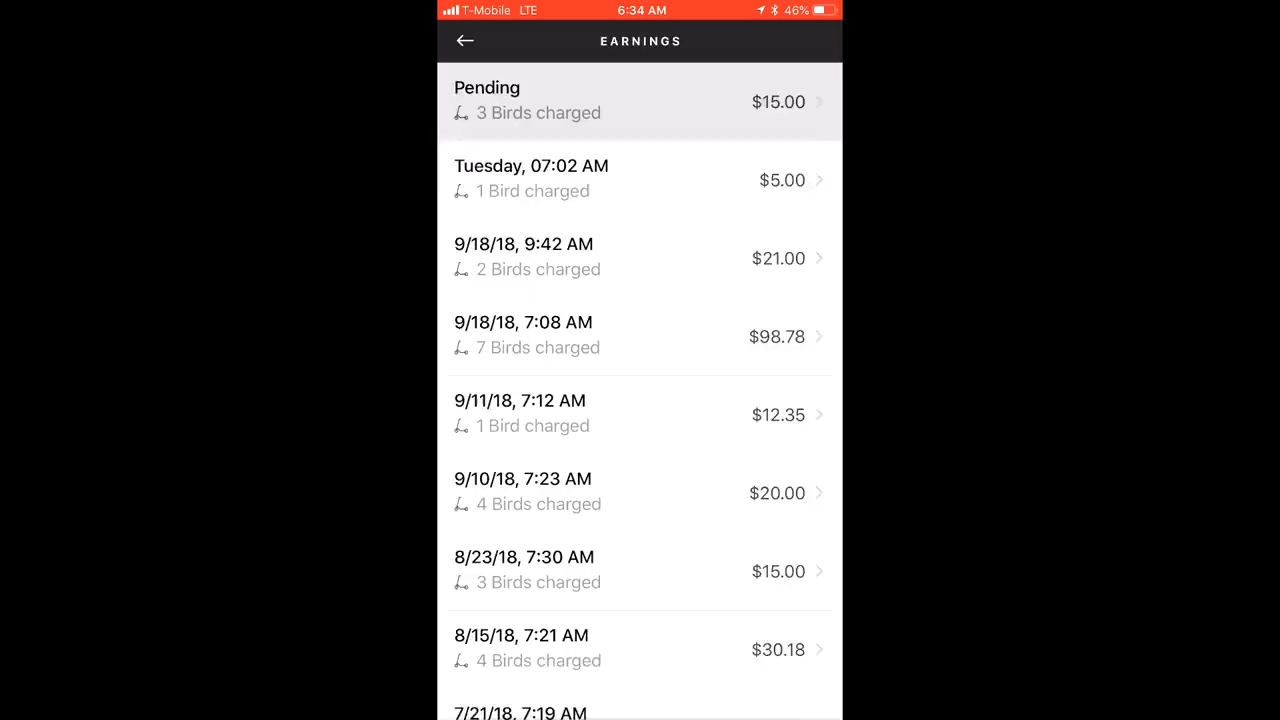 T-Mobile LTE 6:34 AM 46%
EARNINGS
Pending
3 Birds charged
$15.00
Tuesday, 07:02 AM
1 Bird charged
$5.00
9/18/18, 9:42 AM
2 Birds charged
$21.00
9/18/18, 7:08 AM
7 Birds charged
$98.78
9/11/18, 7:12 AM
1 Bird charged
$12.35
9/10/18, 7:23 AM
4 Birds charged
$20.00
8/23/18, 7:30 AM
3 Birds charged
$15.00
8/15/18, 7:21 AM
4 Birds charged
$30.18
7/21/18, 7:19 AM